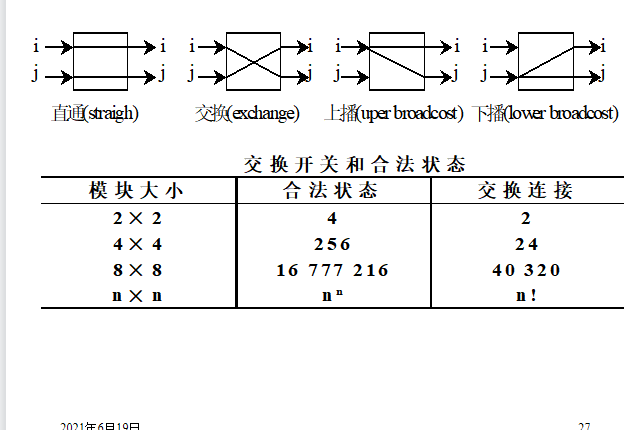 i i i i i i i i
j j j j j j j j
直通(straigh) 交换(exchange) 上播(uper broadcost) 下播(lower broadcost)
交换开关和合法状态
模块大小 合法状态 交换连接
2 × 2 4 2
4 × 4 256 24
8 × 8 16 777 216 40 320
n × n nⁿ n!
2021年6月19日 27